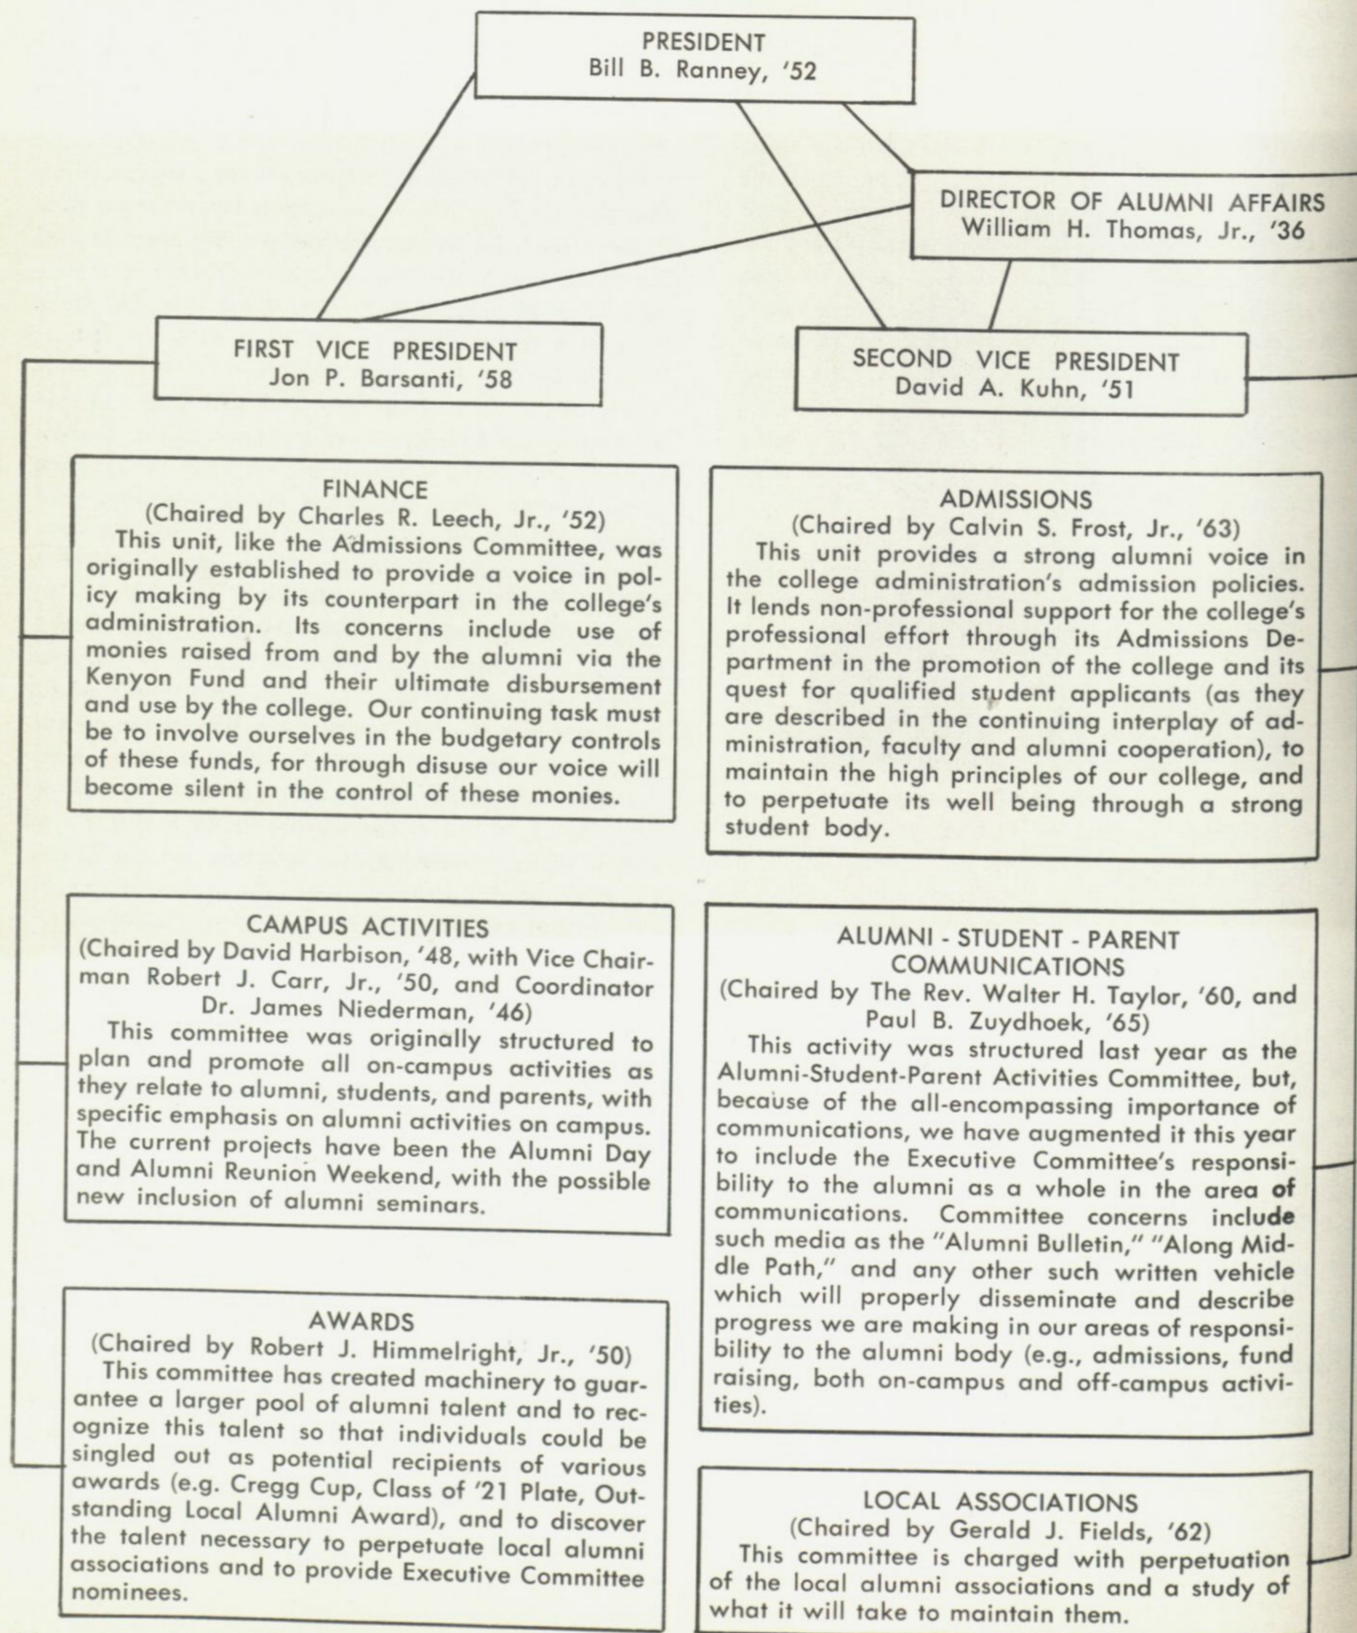 PRESIDENT
Bill B. Ranney, '52
DIRECTOR OF ALUMNI AFFAIRS
William H. Thomas, Jr., '36
FIRST VICE PRESIDENT
Jon P. Barsanti, '58
SECOND VICE PRESIDENT
David A. Kuhn, '51
FINANCE
(Chaired by Charles R. Leech, Jr., '52)
This unit, like the Admissions Committee, was
originally established to provide a voice in pol-
icy making by its counterpart in the college's
administration. Its concerns include use of
monies raised from and by the alumni via the
Kenyon Fund and their ultimate disbursement
and use by the college. Our continuing task must
be to involve ourselves in the budgetary controls
of these funds, for through disuse our voice will
become silent in the control of these monies.
ADMISSIONS
(Chaired by Calvin S. Frost, Jr., '63)
This unit provides a strong alumni voice in
the college administration's admission policies.
It lends non-professional support for the college's
professional effort through its Admissions De-
partment in the promotion of the college and its
quest for qualified student applicants (as they
are described in the continuing interplay of ad-
ministration, faculty and alumni cooperation), to
maintain the high principles of our college, and
to perpetuate its well being through a strong
student body.
CAMPUS ACTIVITIES
(Chaired by David Harbison, '48, with Vice Chair-
man Robert J. Carr, Jr., '50, and Coordinator
Dr. James Niederman, '46)
This committee was originally structured to
plan and promote all on-campus activities as
they relate to alumni, students, and parents, with
specific emphasis on alumni activities on campus.
The current projects have been the Alumni Day
and Alumni Reunion Weekend, with the possible
new inclusion of alumni seminars.
ALUMNI - STUDENT - PARENT
COMMUNICATIONS
(Chaired by The Rev. Walter H. Taylor, '60, and
Paul B. Zuydhoek, '65)
This activity was structured last year as the
Alumni-Student-Parent Activities Committee, but,
because of the all-encompassing importance of
communications, we have augmented it this year
to include the Executive Committee's responsi-
bility to the alumni as a whole in the area of
communications. Committee concerns include
such media as the "Alumni Bulletin," "Along Mid-
dle Path," and any other such written vehicle
which will properly disseminate and describe
progress we are making in our areas of responsi-
bility to the alumni body (e.g., admissions, fund
raising, both on-campus and off-campus activi-
ties).
AWARDS
(Chaired by Robert J. Himmelright, Jr., '50)
This committee has created machinery to guar-
antee a larger pool of alumni talent and to rec-
ognize this talent so that individuals could be
singled out as potential recipients of various
awards (e.g. Cregg Cup, Class of '21 Plate, Out-
standing Local Alumni Award), and to discover
the talent necessary to perpetuate local alumni
associations and to provide Executive Committee
nominees.
LOCAL ASSOCIATIONS
(Chaired by Gerald J. Fields, '62)
This committee is charged with perpetuation
of the local alumni associations and a study of
what it will take to maintain them.